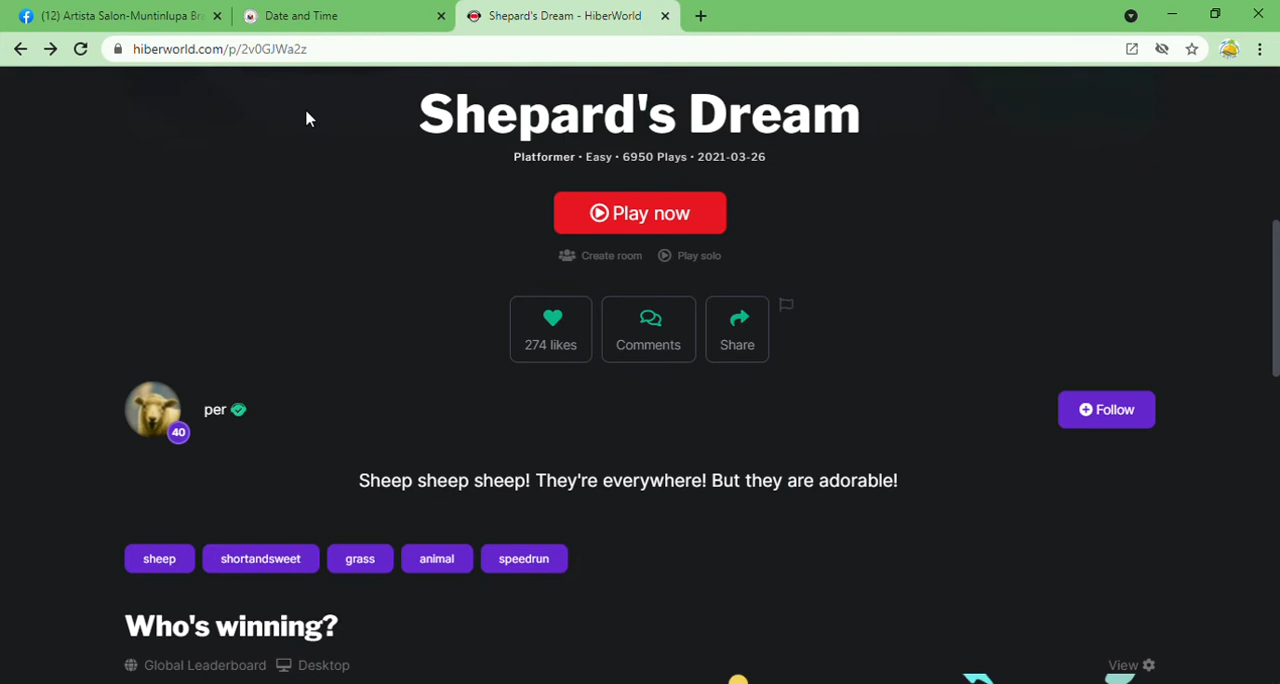 (12) Artista Salon-Muntinlupa Bra
Date and Time
Shepard's Dream - HiberWorld
hiberworld.com/p/2v0GJWa2z
Shepard's Dream
Platformer • Easy • 6950 Plays • 2021-03-26
Play now
Create room
Play solo
274 likes
Comments
Share
per
40
Follow
Sheep sheep sheep! They're everywhere! But they are adorable!
sheep
shortandsweet
grass
animal
speedrun
Who's winning?
Global Leaderboard
Desktop
View